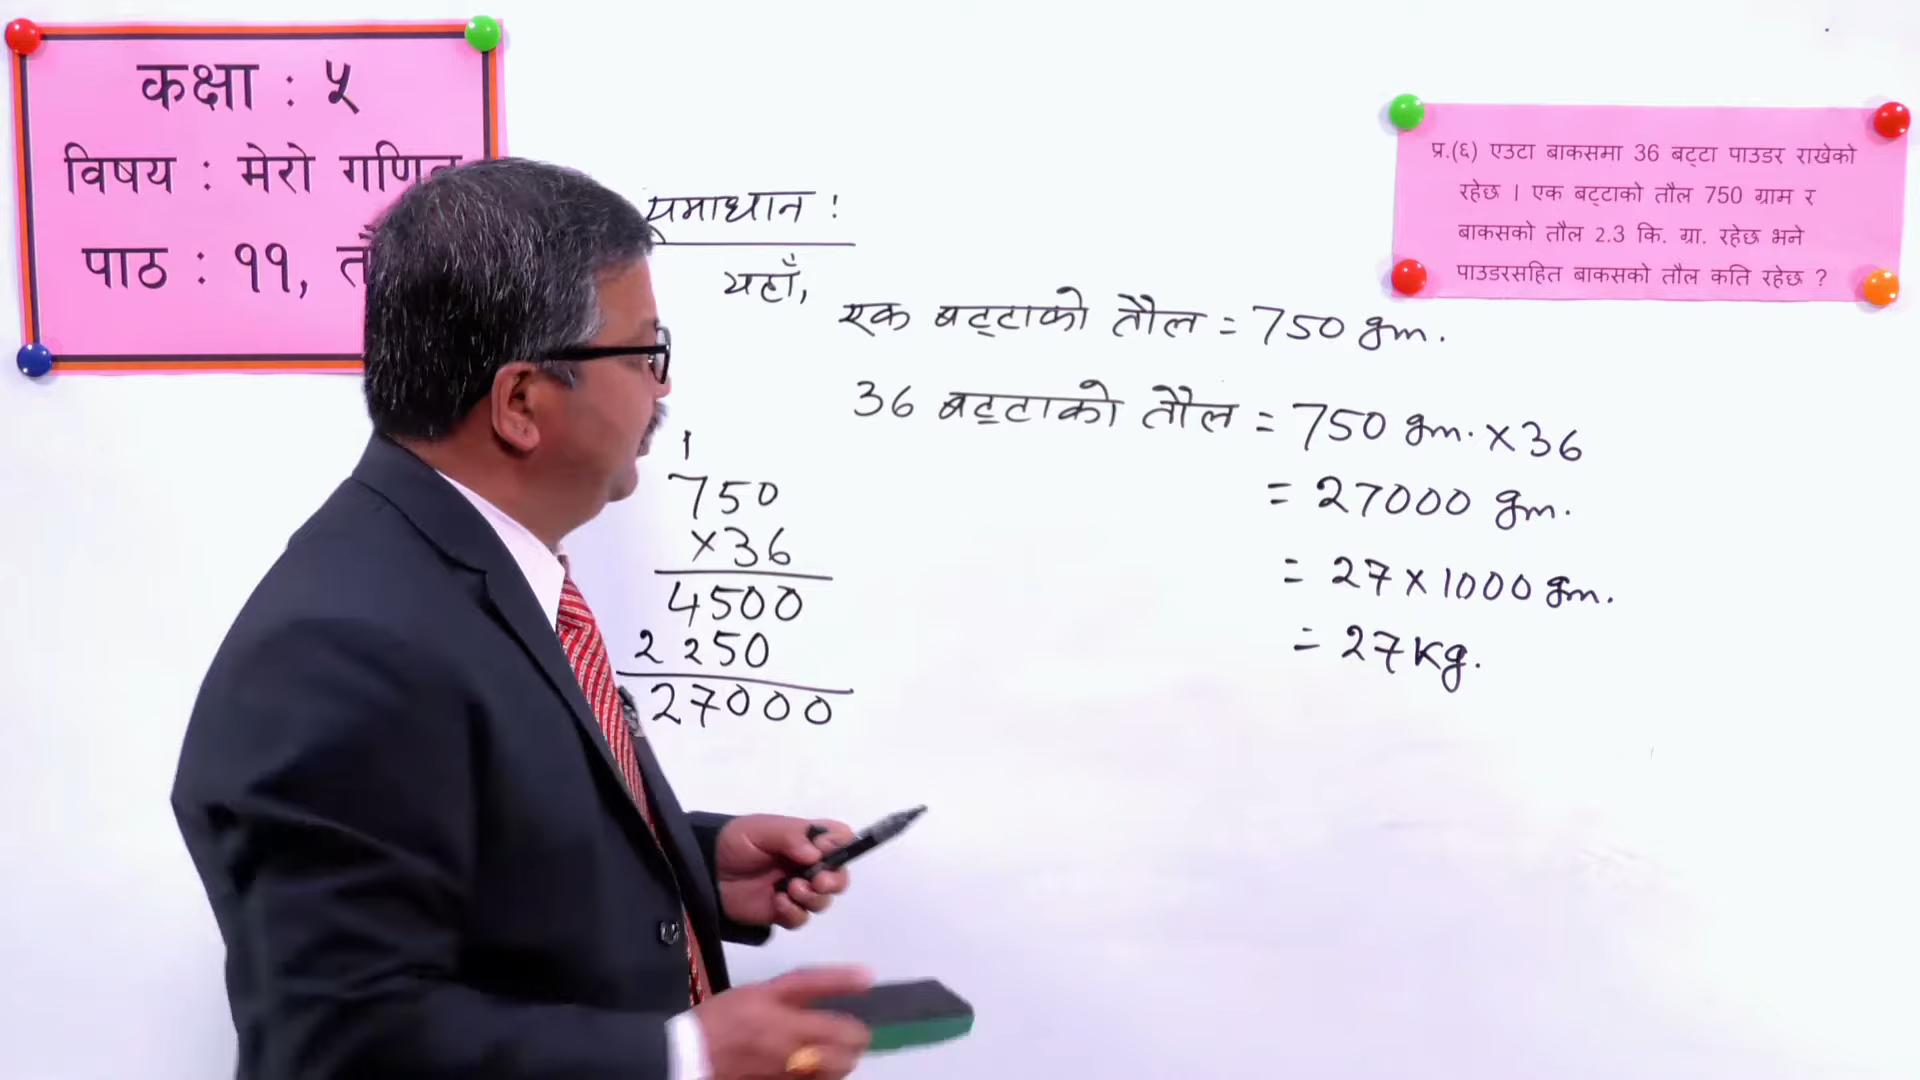 कक्षा : ५
विषय : मेरो
पाठ : ११,
प्र.(६) एउटा बाकसमा 36 बट्टा पाउडर राखेको
रहेछ । एक बट्टाको तौल 750 ग्राम र
बाकसको तौल 2.3 कि. ग्रा. रहेछ भने
पाउडरसहित बाकसको तौल कति रहेछ ?
समाधान :
यहाँ,
एक बट्टाको तौल = 750 gm.
36 बट्टाको तौल = 750 gm. ×36
= 27000 gm.
= 27 × 1000 gm.
= 27 Kg.
1
750
×36
4500
2250
27000